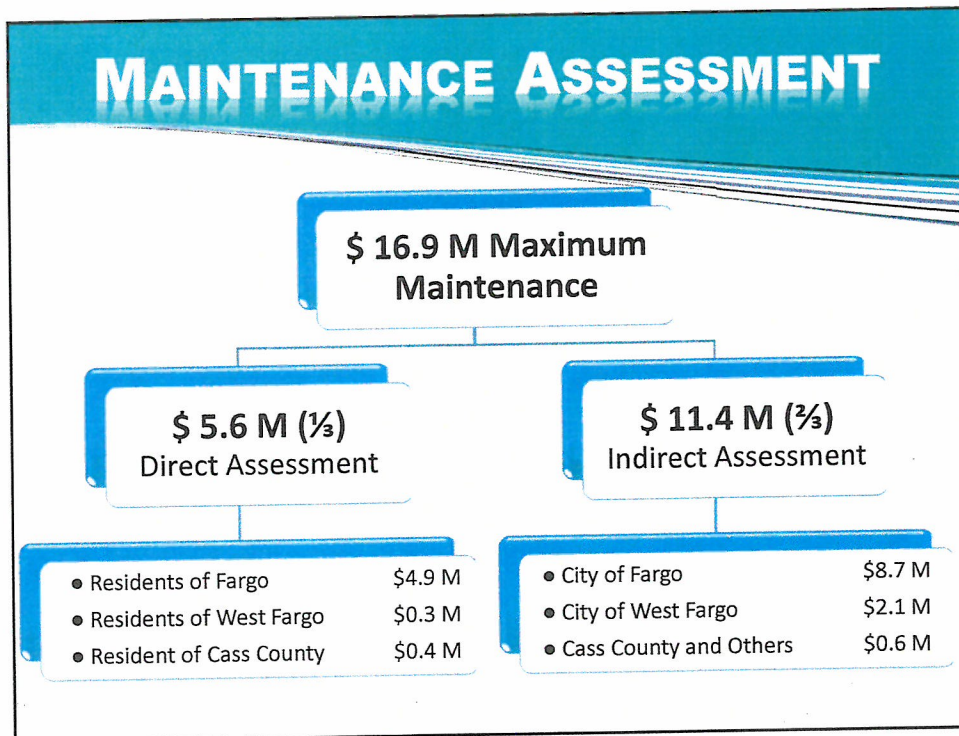 MAINTENANCE ASSESSMENT
$ 16.9 M Maximum
Maintenance
$ 5.6 M (⅓)
Direct Assessment
$ 11.4 M (⅔)
Indirect Assessment
● Residents of Fargo $4.9 M
● Residents of West Fargo $0.3 M
● Resident of Cass County $0.4 M
● City of Fargo $8.7 M
● City of West Fargo $2.1 M
● Cass County and Others $0.6 M